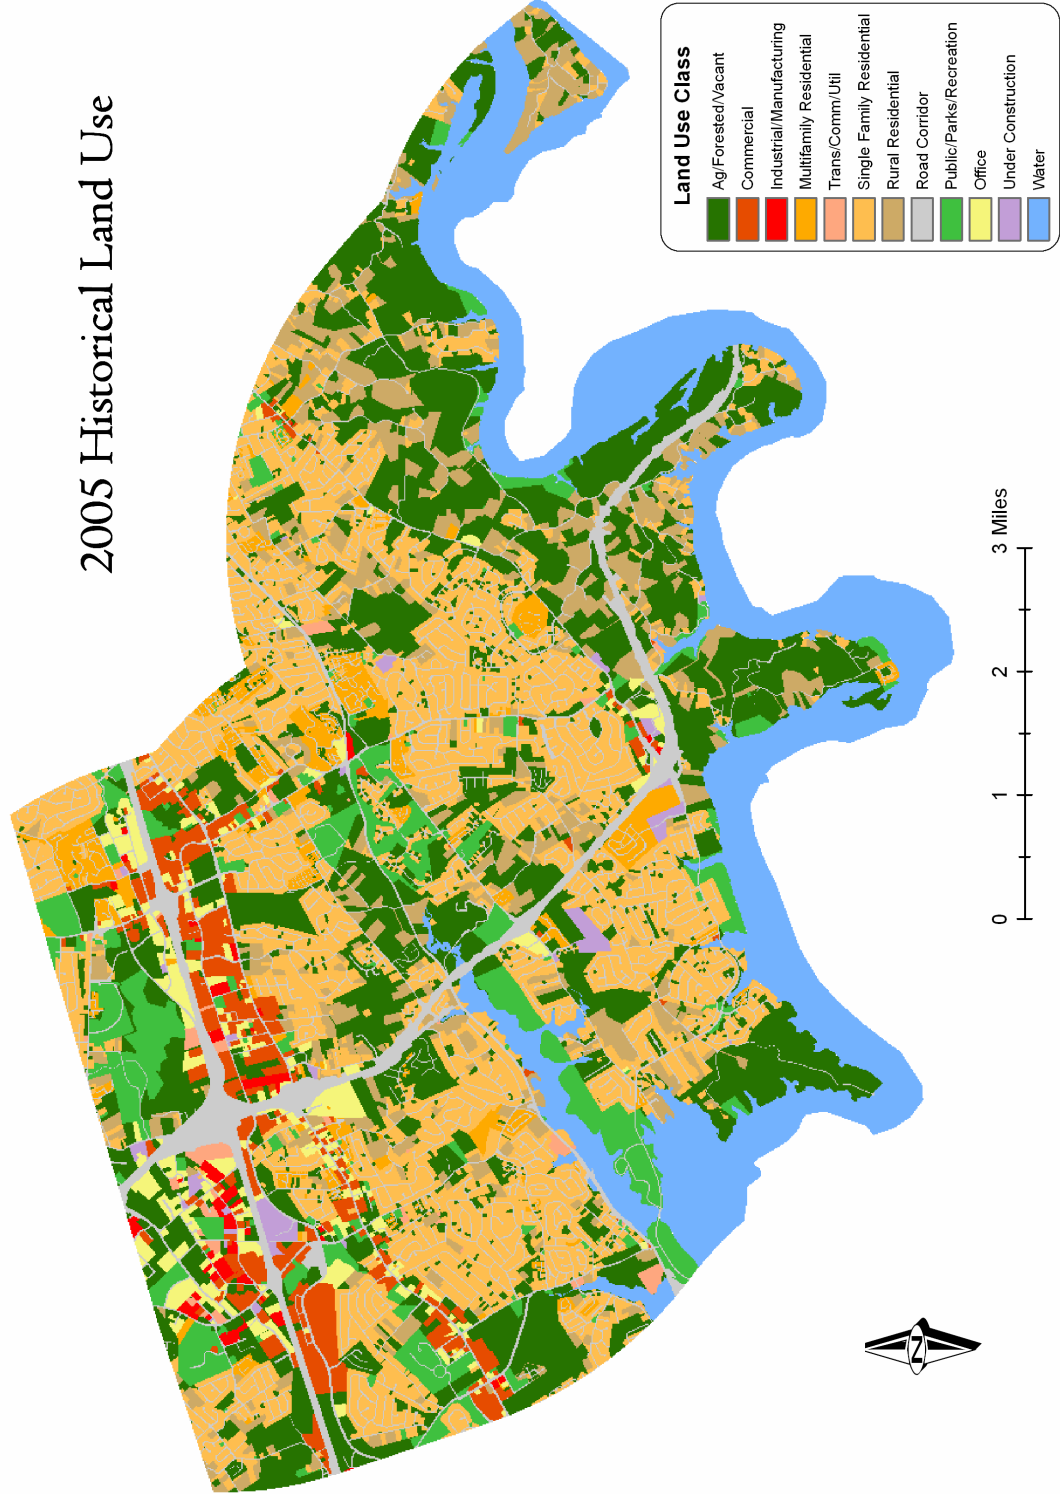 2005 Historical Land Use
Land Use Class
Ag/Forested/Vacant
Commercial
Industrial/Manufacturing
Multifamily Residential
Trans/Comm/Util
Single Family Residential
Rural Residential
Road Corridor
Public/Parks/Recreation
Office
Under Construction
Water
0 1 2 3 Miles
N